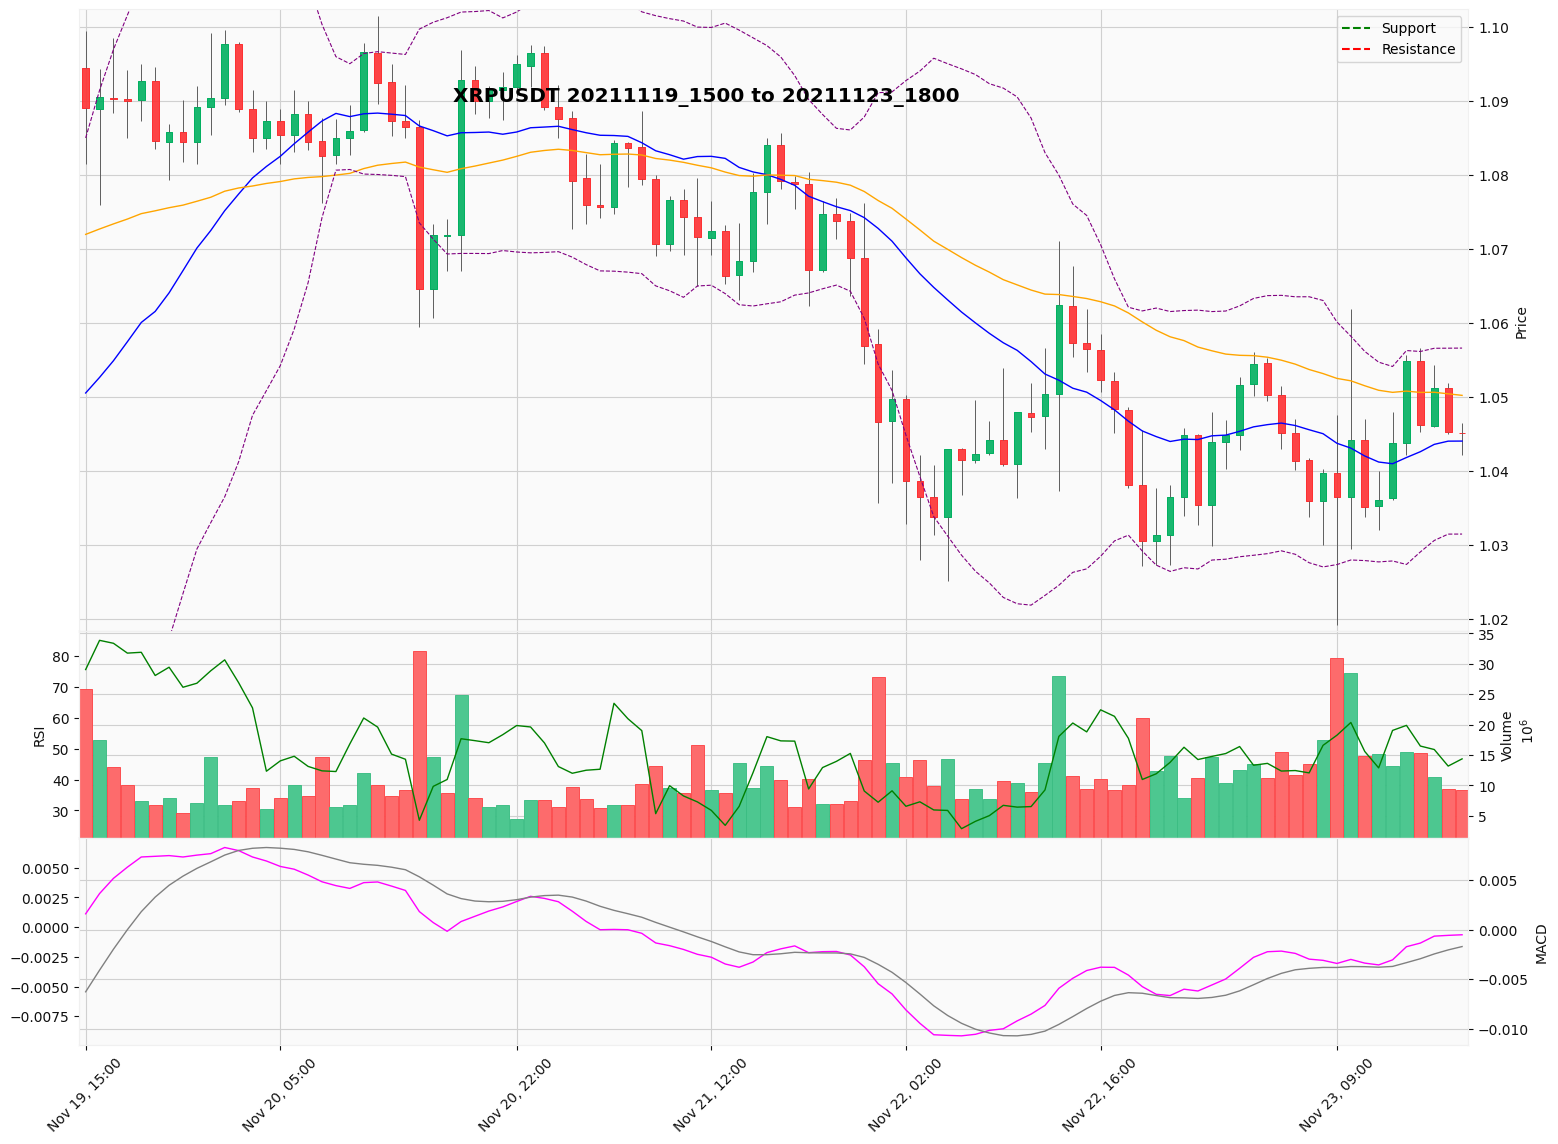 XRPUSDT 20211119_1500 to 20211123_1800
Support
Resistance
1.10
1.09
1.08
1.07
1.06
1.05
1.04
1.03
1.02
Price
80
70
60
50
40
30
RSI
35
30
25
20
15
10
5
Volume
10^6
0.0050
0.0025
0.0000
−0.0025
−0.0050
−0.0075
0.005
0.000
−0.005
−0.010
MACD
Nov 19, 15:00
Nov 20, 05:00
Nov 20, 22:00
Nov 21, 12:00
Nov 22, 02:00
Nov 22, 16:00
Nov 23, 09:00